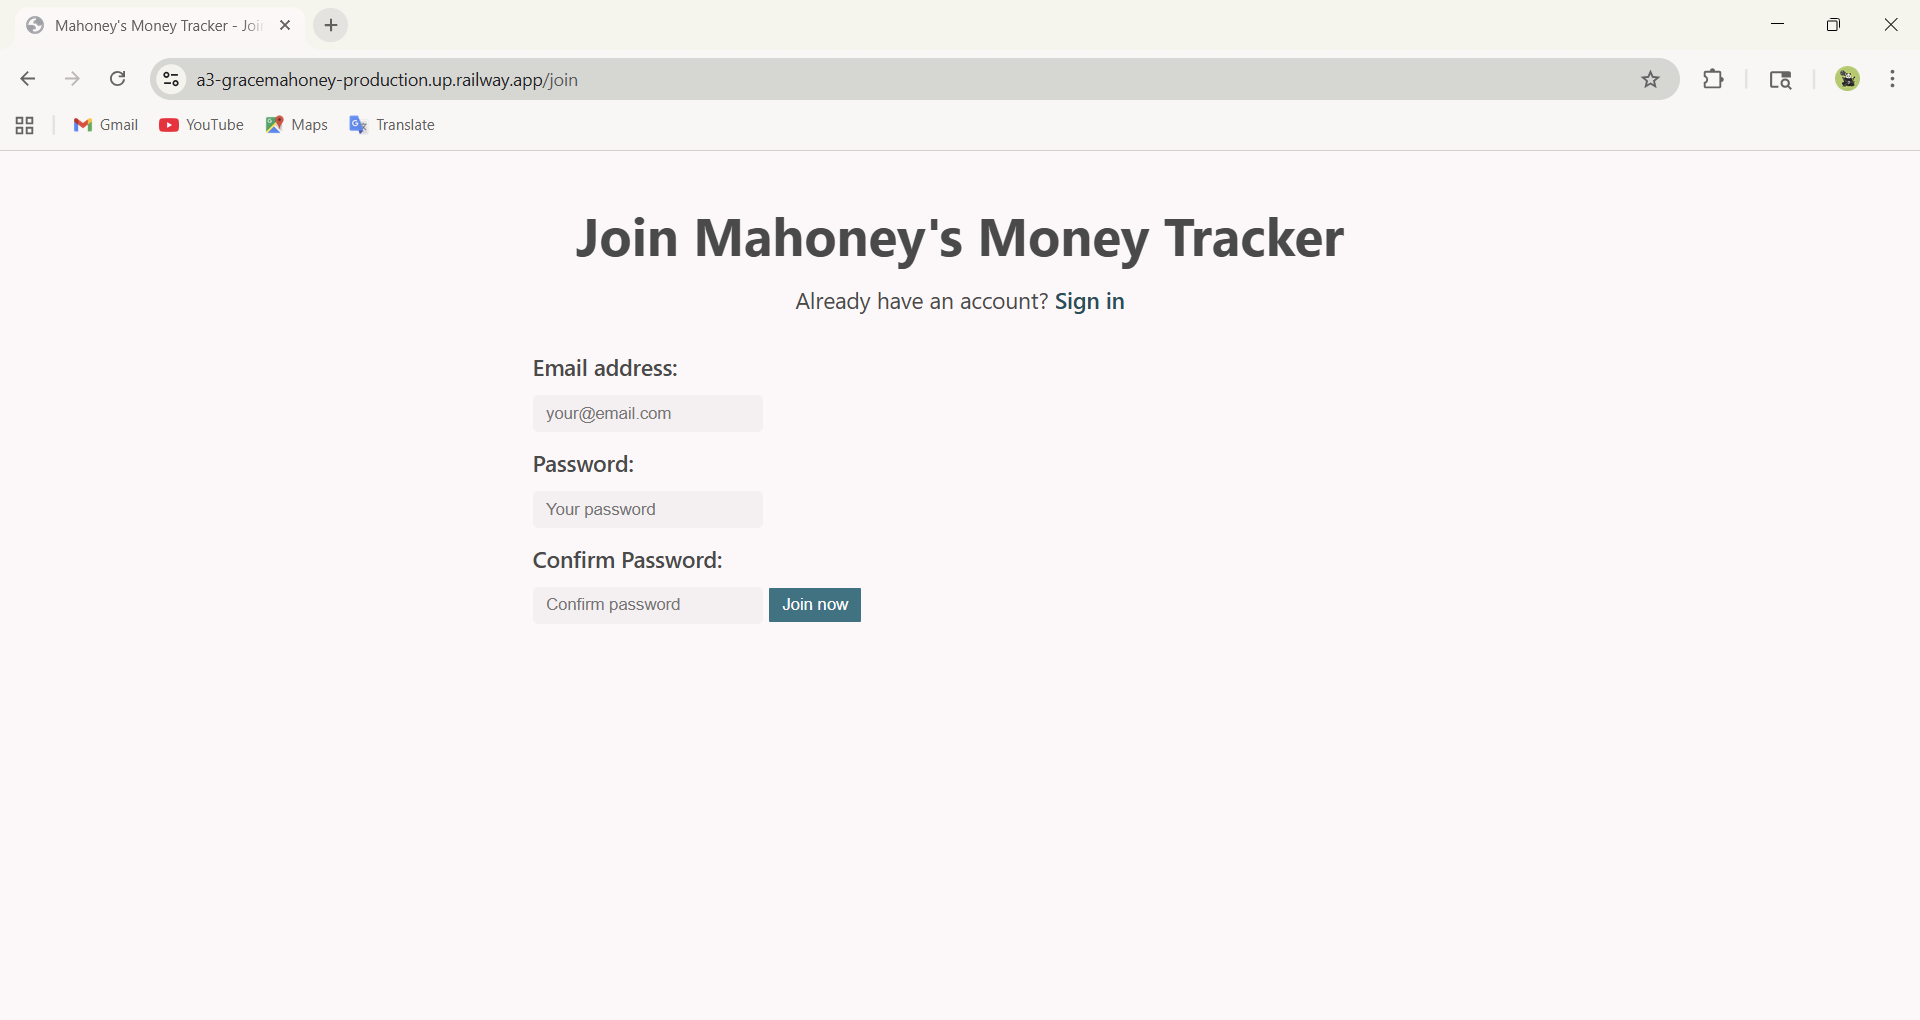 Mahoney's Money Tracker - Joi
a3-gracemahoney-production.up.railway.app/join
Gmail
YouTube
Maps
Translate
Join Mahoney's Money Tracker
Already have an account? Sign in
Email address:
your@email.com
Password:
Your password
Confirm Password:
Confirm password
Join now